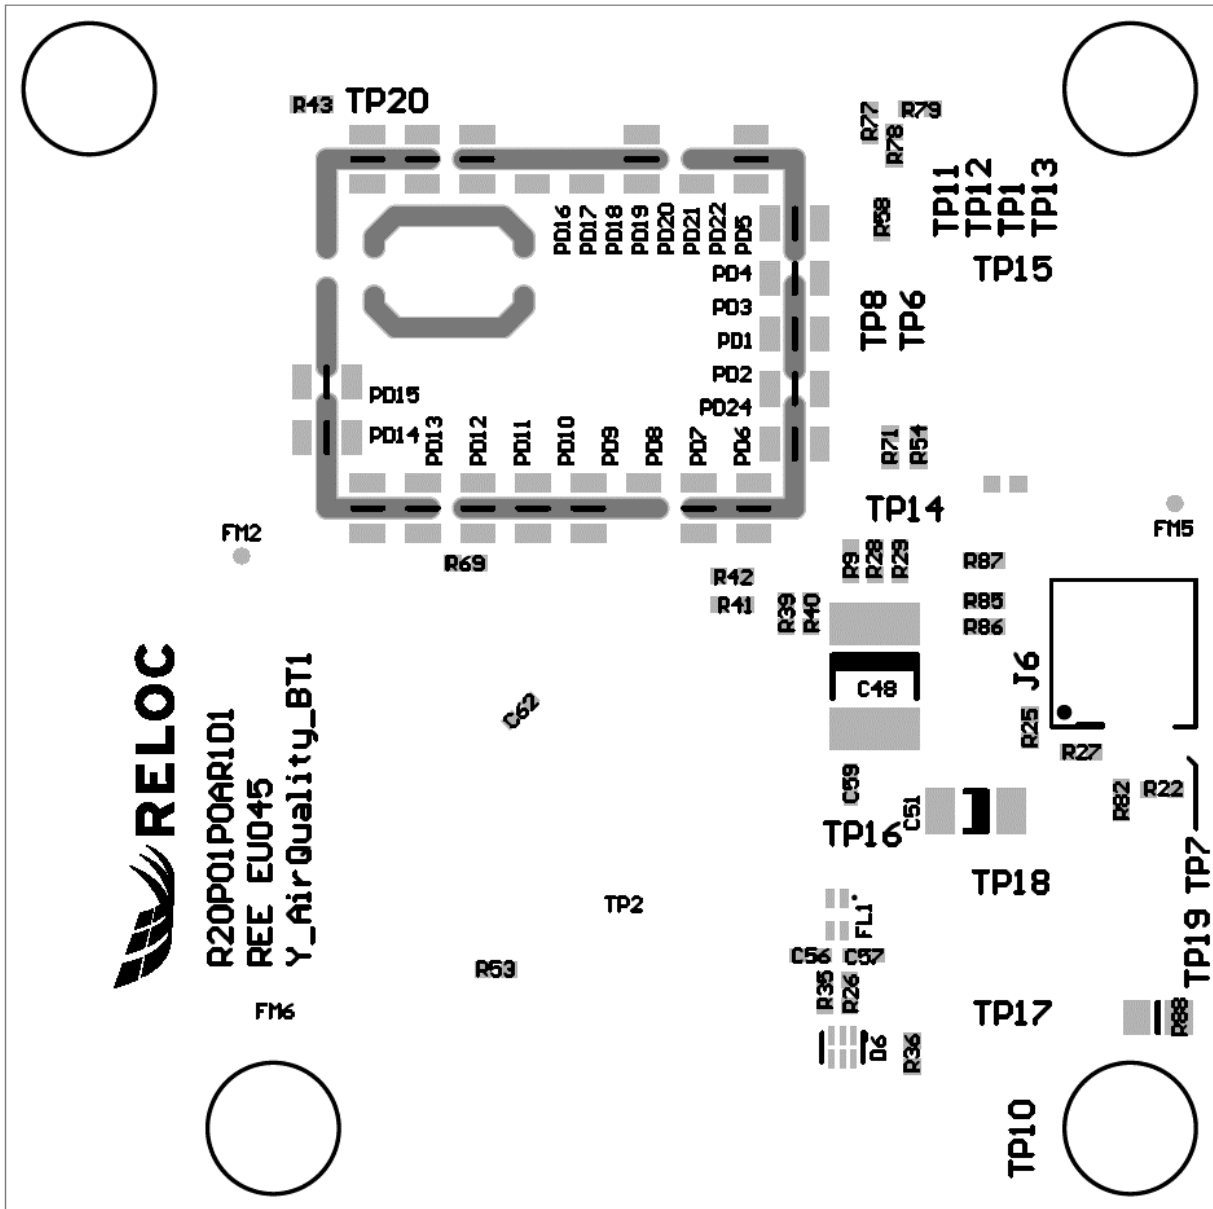 R43
TP20
R77
R79
R78
TP11
TP12
TP1
TP13
R58
PD16
PD17
PD18
PD19
PD20
PD21
PD22
PD5
PD4
PD3
PD1
PD2
PD24
TP15
TP8
TP6
PD15
PD14
PD13
PD12
PD11
PD10
PD9
PD8
PD7
PD6
R71
R54
TP14
FM2
FM5
R69
R42
R41
R39
R40
R9
R28
R29
R87
R85
R86
J6
C48
R25
R27
C62
C59
C51
R82
R22
TP16
TP18
TP7
TP19
RELOC
R20P01P0AR1D1
REE EU045
Y_AirQuality_BT1
TP2
FL1
C56
C57
R53
R35
R26
FM6
TP17
R88
D6
R36
TP10